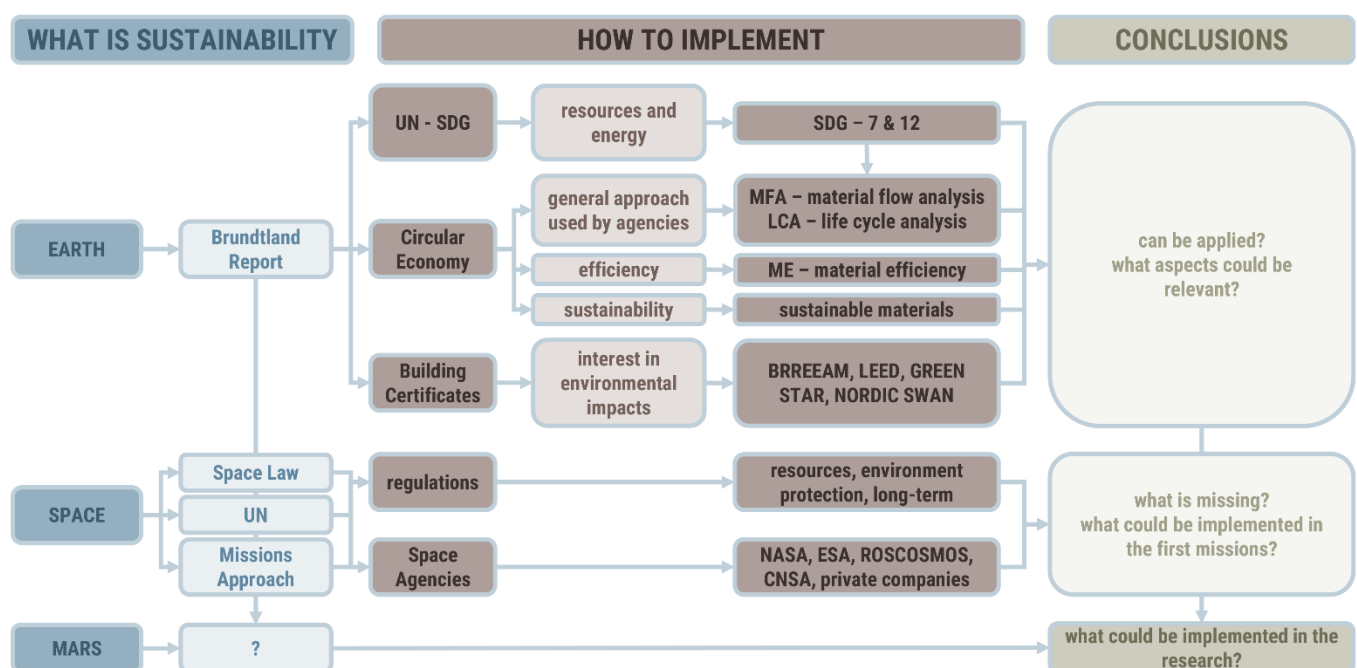 WHAT IS SUSTAINABILITY
HOW TO IMPLEMENT
CONCLUSIONS
UN - SDG
resources and
energy
SDG – 7 & 12
EARTH
Brundtland
Report
Circular
Economy
general approach
used by agencies
MFA – material flow analysis
LCA – life cycle analysis
efficiency
ME – material efficiency
sustainability
sustainable materials
Building
Certificates
interest in
environmental
impacts
BRREEAM, LEED, GREEN
STAR, NORDIC SWAN
can be applied?
what aspects could be
relevant?
SPACE
Space Law
UN
Missions
Approach
regulations
resources, environment
protection, long-term
Space
Agencies
NASA, ESA, ROSCOSMOS,
CNSA, private companies
what is missing?
what could be implemented in
the first missions?
MARS
?
what could be implemented in the
research?